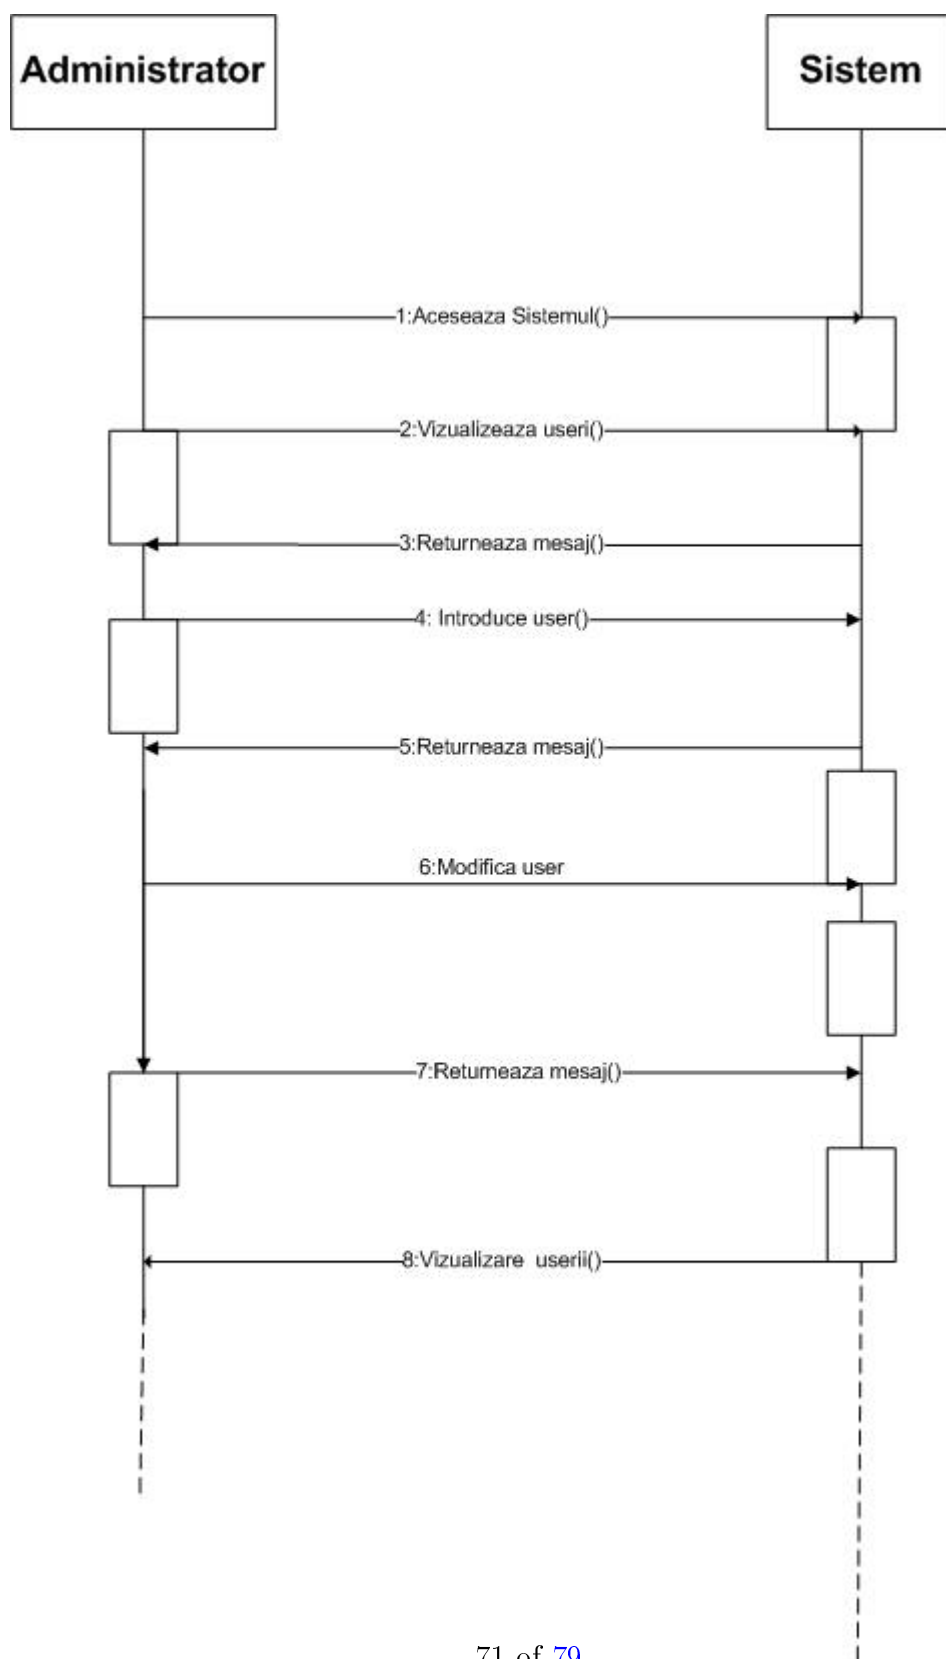 Administrator
Sistem
1:Aceseaza Sistemul()
2:Vizualizeaza useri()
3:Returneaza mesaj()
4: Introduce user()
5:Returneaza mesaj()
6:Modifica user
7:Returneaza mesaj()
8:Vizualizare userii()
71 of 79